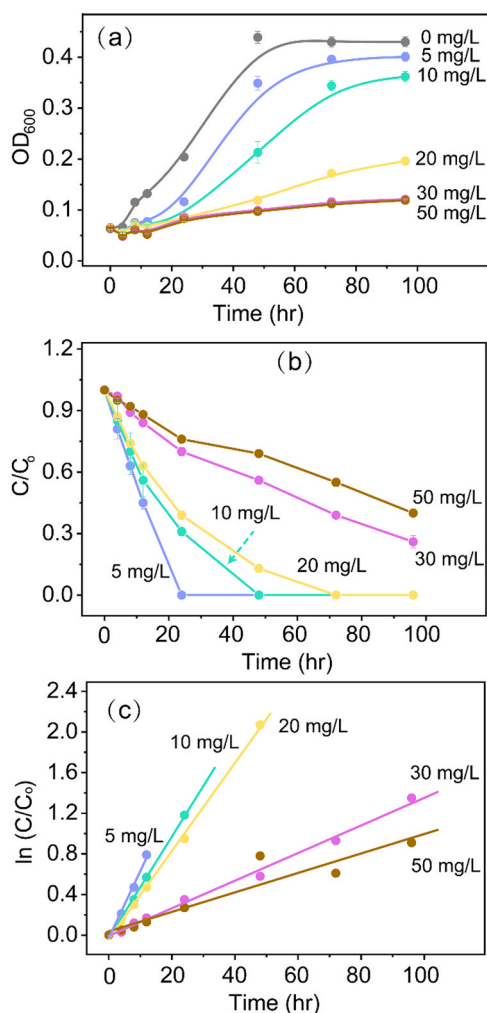 (a)
0 mg/L
5 mg/L
10 mg/L
20 mg/L
30 mg/L
50 mg/L
OD600
0.4
0.3
0.2
0.1
0.0
0 20 40 60 80 100
Time (hr)
(b)
C/Co
1.2
0.9
0.6
0.3
0.0
50 mg/L
30 mg/L
10 mg/L
20 mg/L
5 mg/L
0 20 40 60 80 100
Time (hr)
(c)
ln (C/Co)
2.4
2.0
1.6
1.2
0.8
0.4
0.0
20 mg/L
10 mg/L
5 mg/L
30 mg/L
50 mg/L
0 20 40 60 80 100
Time (hr)